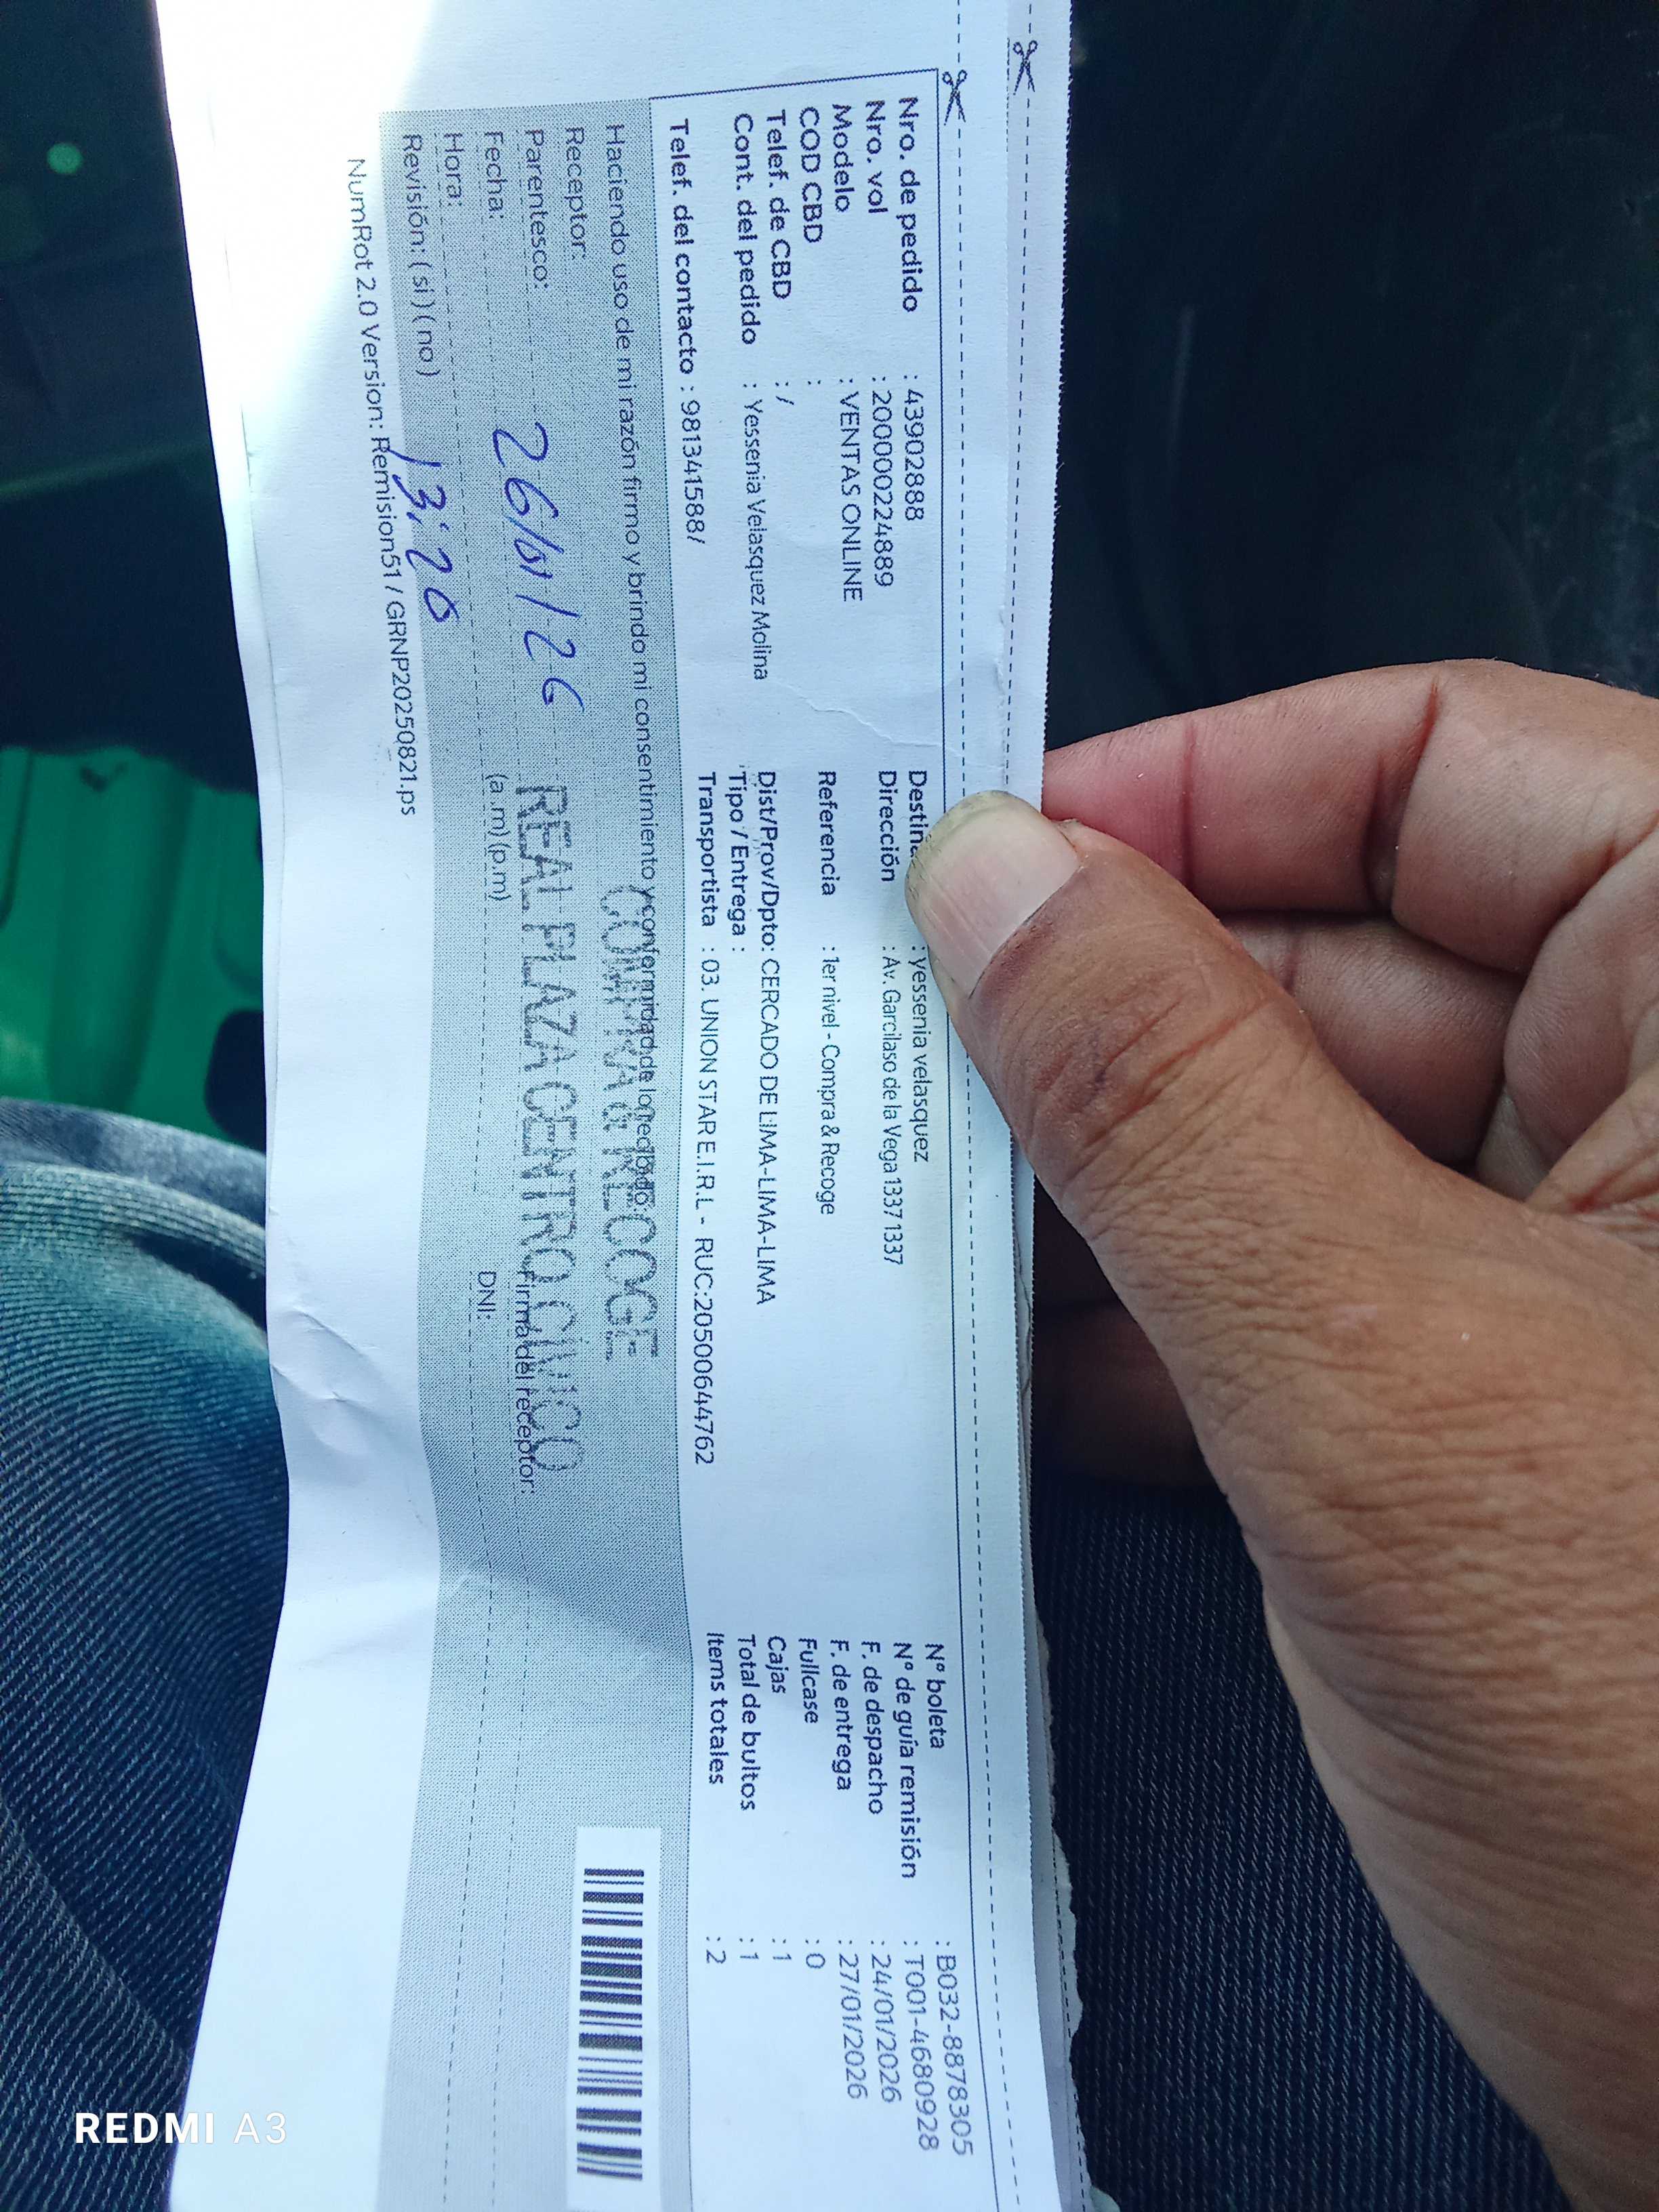 Nro. de pedido : 43902888
Nro. vol : 2000000224889
Modelo : VENTAS ONLINE
COD CBD :
Telef. de CBD : /
Cont. del pedido : Yessenia Velasquez Molina
Telef. del contacto : 981341588/
: yessenia velasquez
Dirección : Av. Garcilaso de la Vega 1337 1337
Referencia : 1er nivel - Compra & Recoge
Dist/Prov/Dpto: CERCADO DE LIMA-LIMA-LIMA
Tipo / Entrega :
Transportista : 03. UNION STAR E.I.R.L - RUC:20500644762
N° boleta : B032-8878305
N° de guía remisión : T001-46809928
F. de despacho : 24/01/2026
F. de entrega : 27/01/2026
Fullcase : 0
Cajas : 1
Total de bultos : 1
Items totales : 2
Haciendo uso de mi razón firmo y brindo mi consentimiento y conformidad de lo recibido:
COMPRA & RECOGE
Receptor:
Parentesco:
REAL PLAZA CENTRO CIVICO
Firma del receptor:
Fecha: 26/01/26
Hora: 13:20 (a .m) (p.m)
DNI:
Revisión: ( si ) ( no )
NumRot 2.0 Version: Remision51 / GRNP20250821.ps
REDMI A3